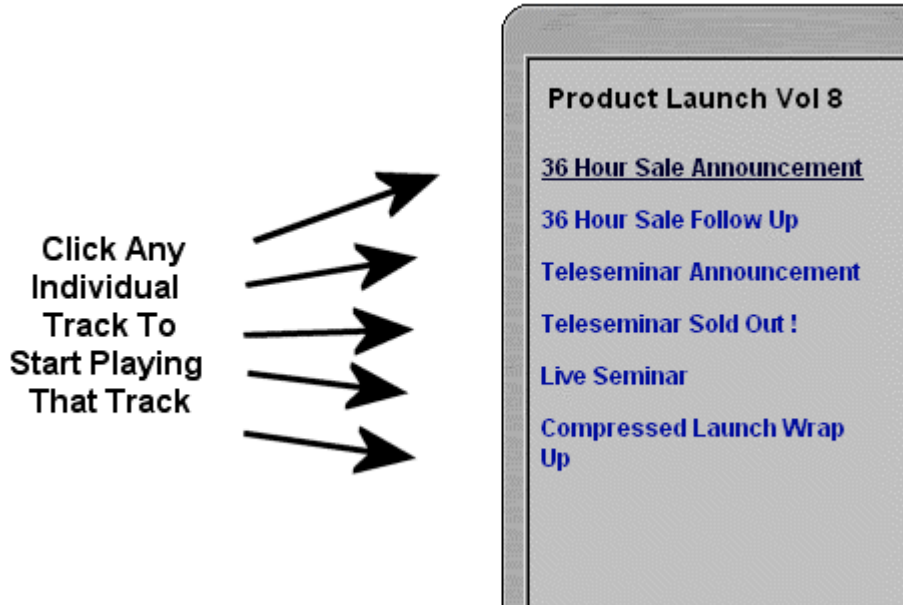 Click Any
Individual
Track To
Start Playing
That Track
Product Launch Vol 8
36 Hour Sale Announcement
36 Hour Sale Follow Up
Teleseminar Announcement
Teleseminar Sold Out !
Live Seminar
Compressed Launch Wrap
Up